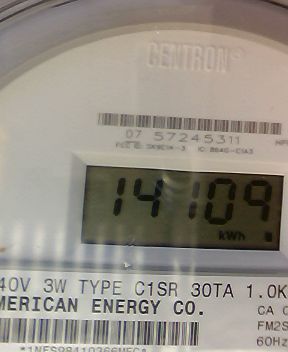 CENTRON®
07 57245311
14109
kWh
40V 3W TYPE C1SR 30TA 1.0K
MERICAN ENERGY CO.
CA
FM2S
60Hz